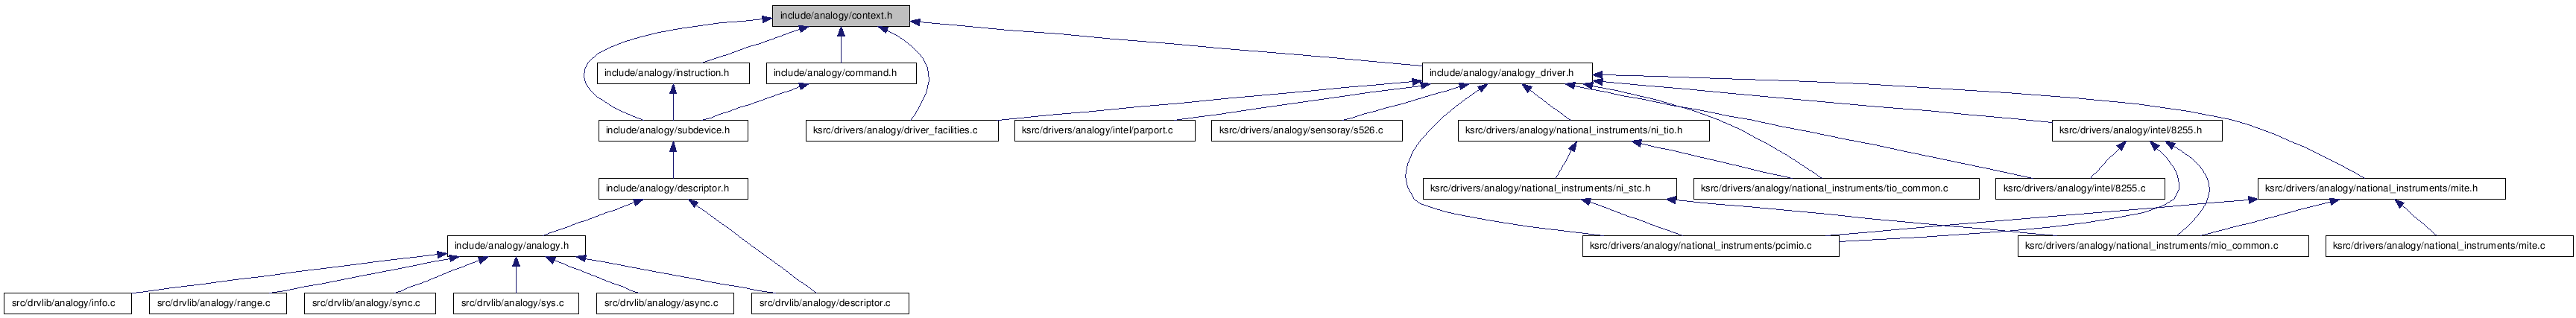 include/analogy/context.h
include/analogy/instruction.h
include/analogy/command.h
include/analogy/analogy_driver.h
include/analogy/subdevice.h
ksrc/drivers/analogy/driver_facilities.c
ksrc/drivers/analogy/intel/parport.c
ksrc/drivers/analogy/sensoray/s526.c
ksrc/drivers/analogy/national_instruments/ni_tio.h
ksrc/drivers/analogy/intel/8255.h
include/analogy/descriptor.h
ksrc/drivers/analogy/national_instruments/ni_stc.h
ksrc/drivers/analogy/national_instruments/tio_common.c
ksrc/drivers/analogy/intel/8255.c
ksrc/drivers/analogy/national_instruments/mite.h
include/analogy/analogy.h
ksrc/drivers/analogy/national_instruments/pcimio.c
ksrc/drivers/analogy/national_instruments/mio_common.c
ksrc/drivers/analogy/national_instruments/mite.c
src/drvlib/analogy/info.c
src/drvlib/analogy/range.c
src/drvlib/analogy/sync.c
src/drvlib/analogy/sys.c
src/drvlib/analogy/async.c
src/drvlib/analogy/descriptor.c